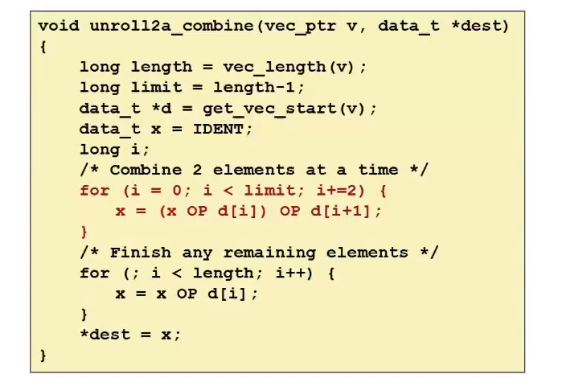 void unroll2a_combine(vec_ptr v, data_t *dest)
{
    long length = vec_length(v);
    long limit = length-1;
    data_t *d = get_vec_start(v);
    data_t x = IDENT;
    long i;
    /* Combine 2 elements at a time */
    for (i = 0; i < limit; i+=2) {
        x = (x OP d[i]) OP d[i+1];
    }
    /* Finish any remaining elements */
    for (; i < length; i++) {
        x = x OP d[i];
    }
    *dest = x;
}